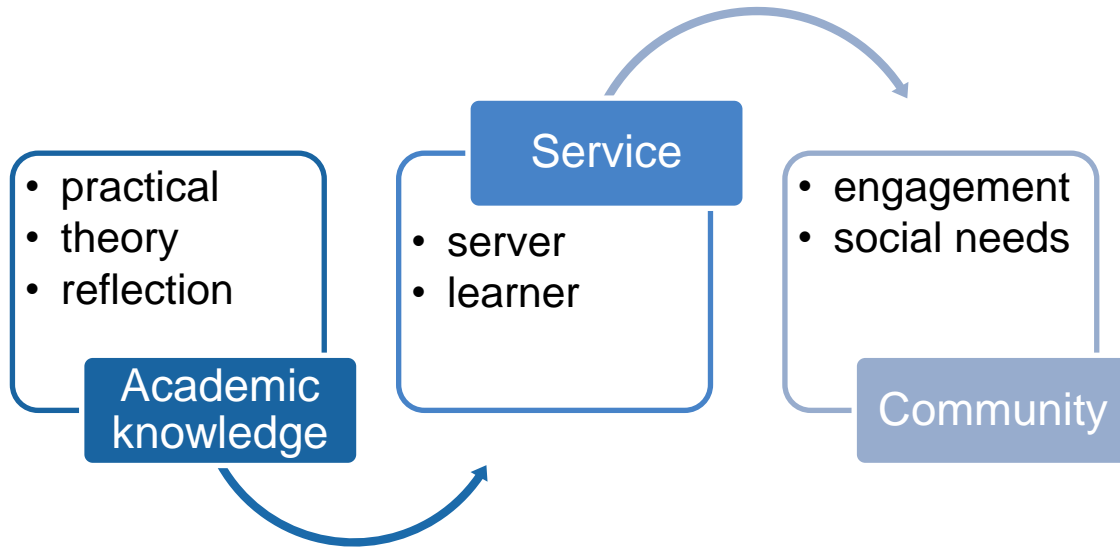 • practical
• theory
• reflection
Academic
knowledge
Service
• server
• learner
• engagement
• social needs
Community